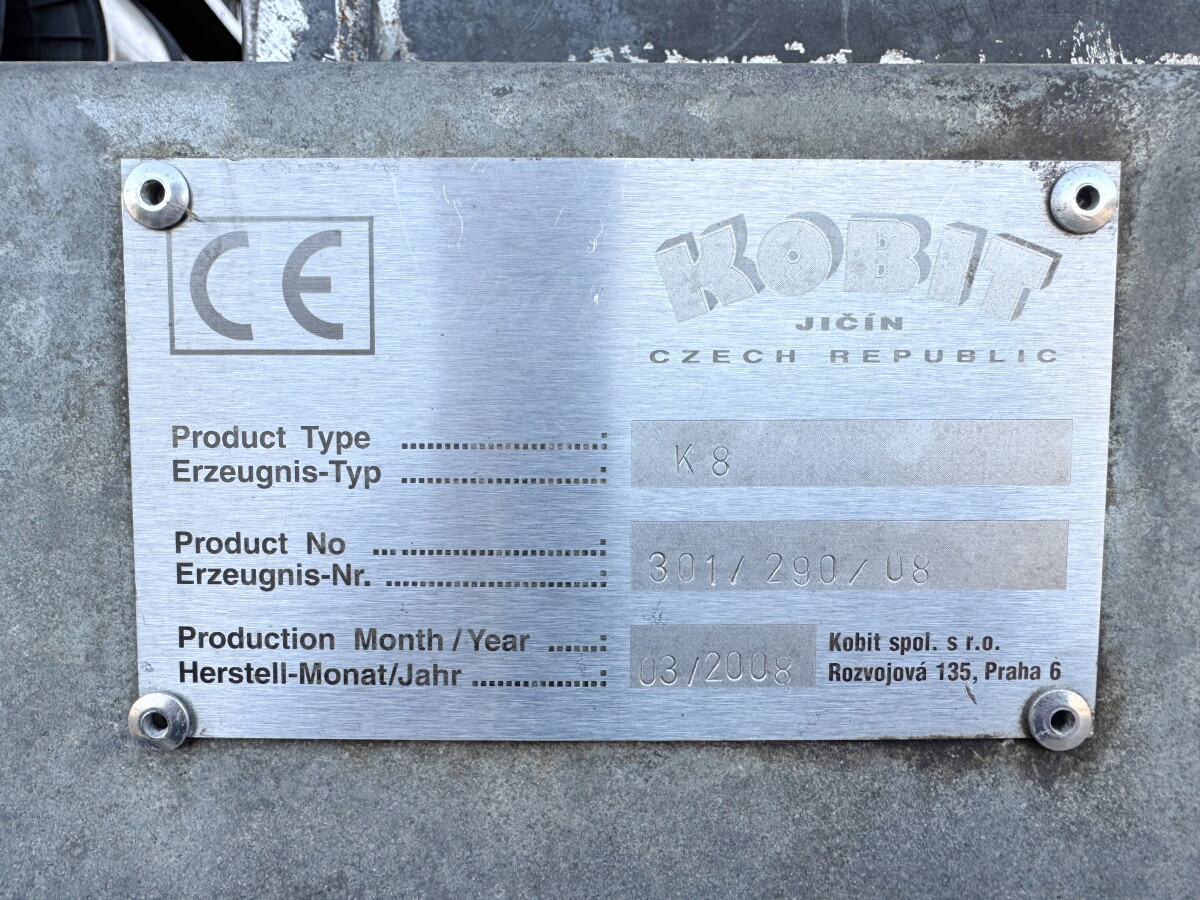 CE
KOBIT
JIČÍN
CZECH REPUBLIC
Product Type ........................: K 8
Erzeugnis-Typ ........................:
Product No ...........................: 301/290/08
Erzeugnis-Nr. ..........................:
Production Month/Year .......: 03/2008
Herstell-Monat/Jahr ................:
Kobit spol. s r.o.
Rozvojová 135, Praha 6